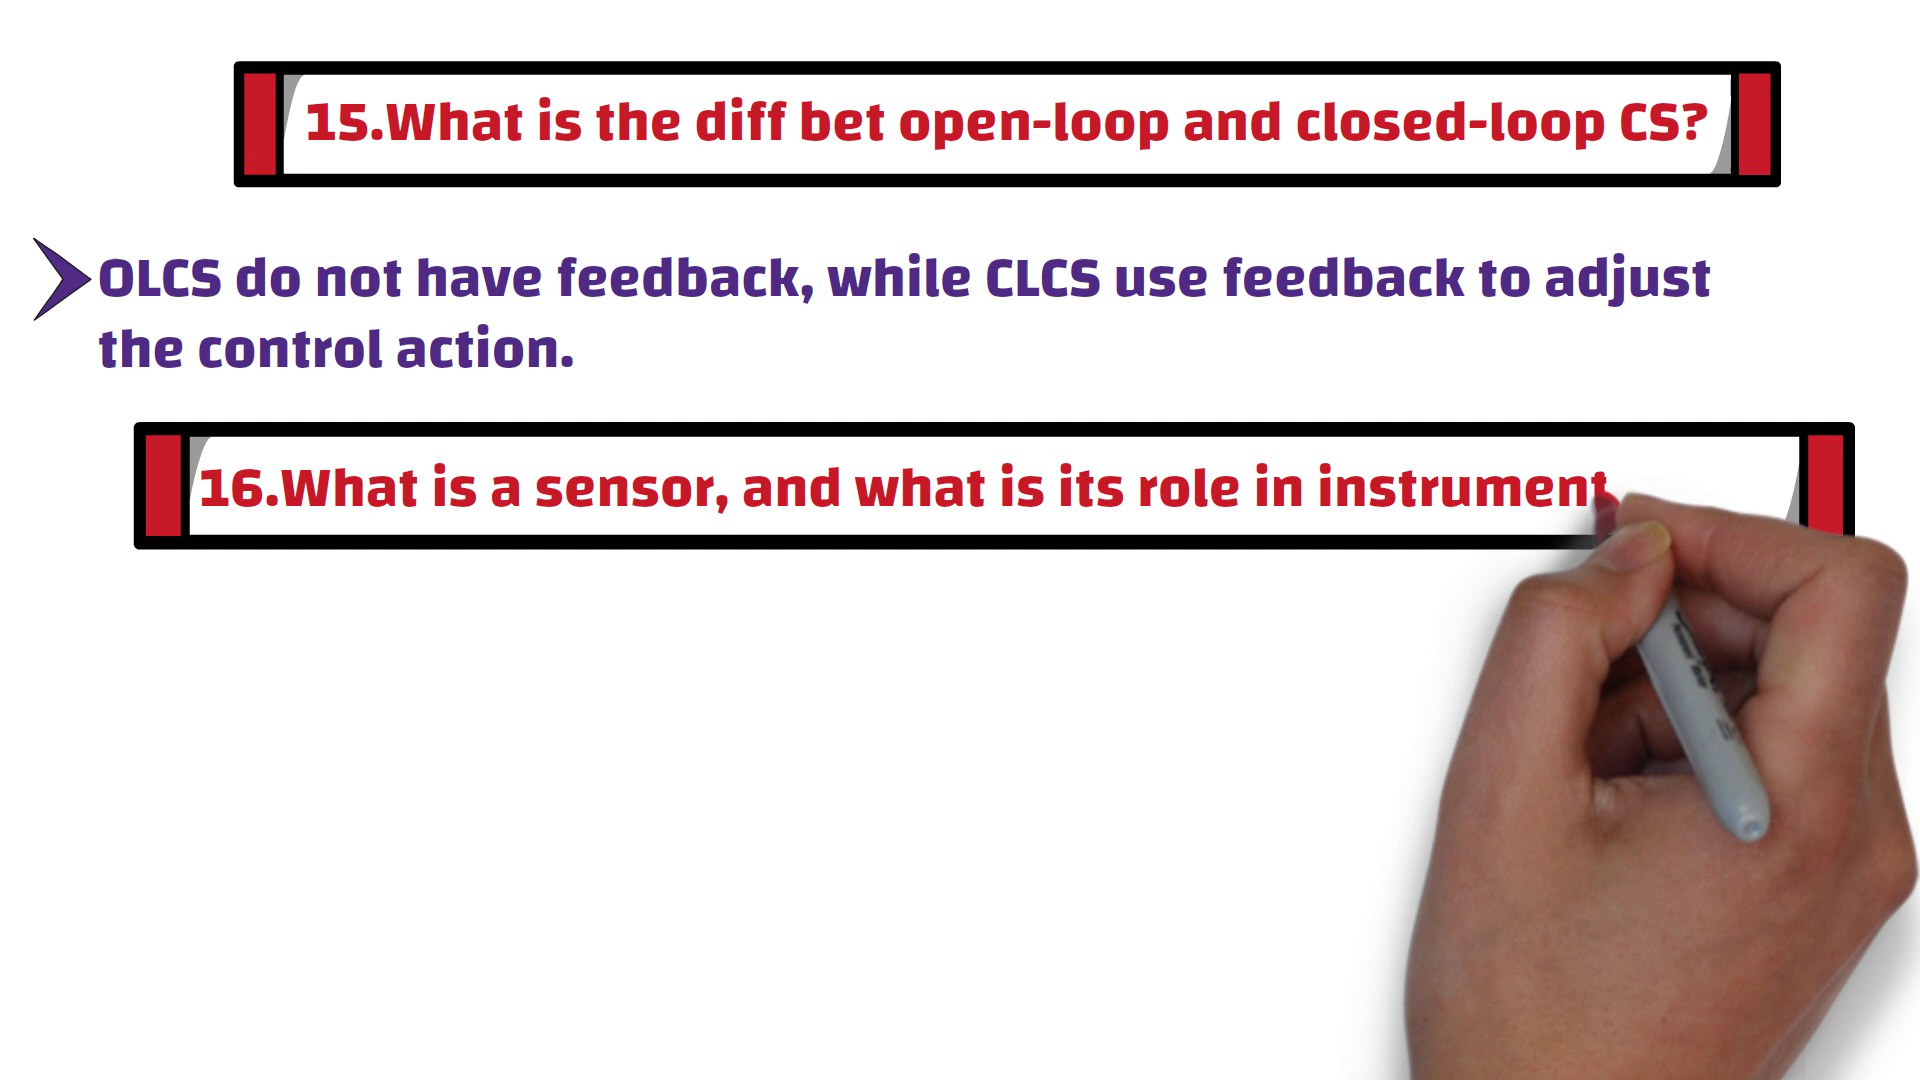 15.What is the diff bet open-loop and closed-loop CS?
OLCS do not have feedback, while CLCS use feedback to adjust
the control action.
16.What is a sensor, and what is its role in instrument